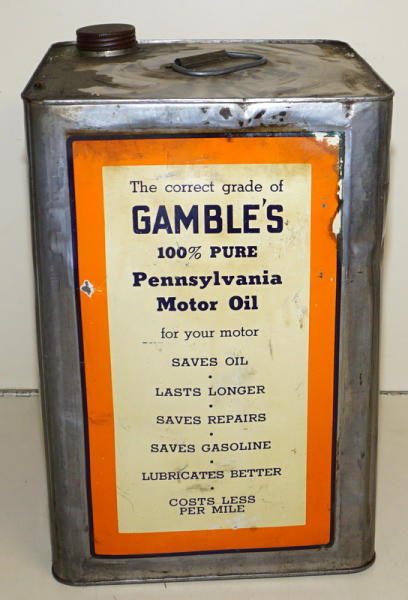 The correct grade of
GAMBLE'S
100% PURE
Pennsylvania
Motor Oil
for your motor
SAVES OIL
•
LASTS LONGER
•
SAVES REPAIRS
•
SAVES GASOLINE
•
LUBRICATES BETTER
•
COSTS LESS
PER MILE